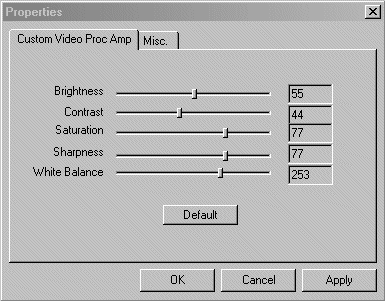 Properties
Custom Video Proc Amp Misc.
Brightness 55
Contrast 44
Saturation 77
Sharpness 77
White Balance 253
Default
OK Cancel Apply